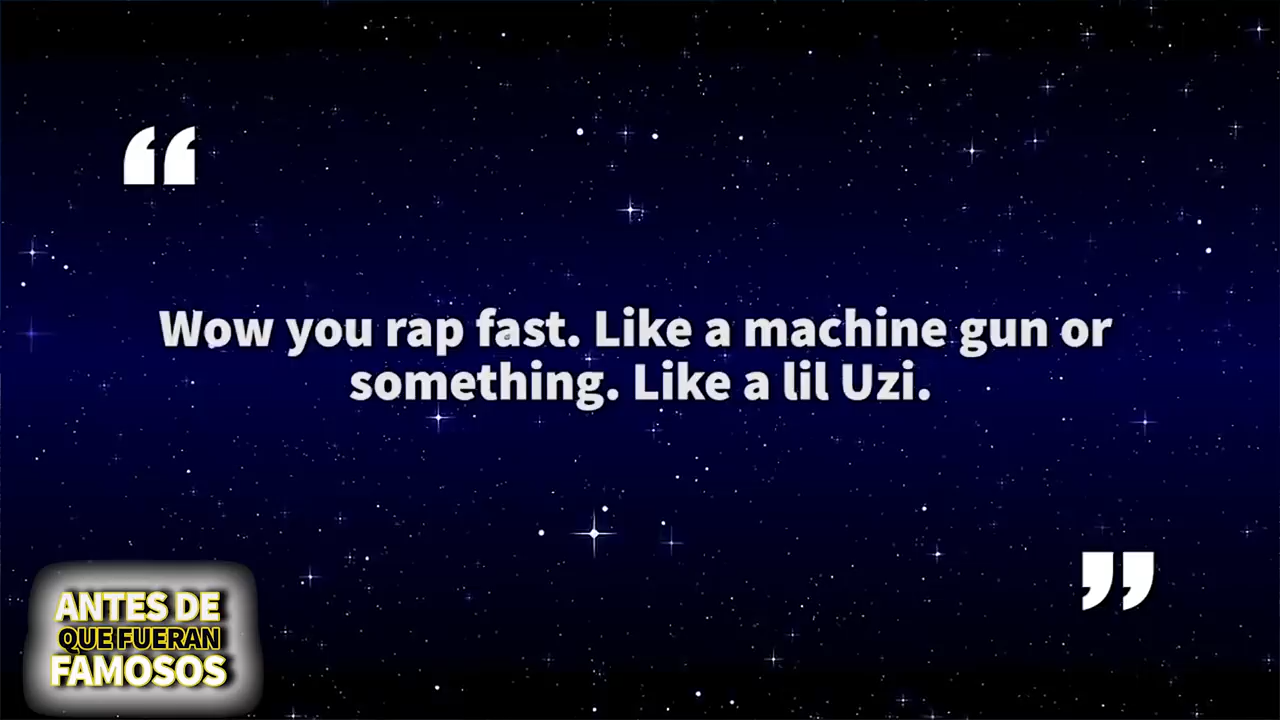 “
Wow you rap fast. Like a machine gun or
something. Like a lil Uzi.
”
ANTES DE
QUE FUERAN
FAMOSOS